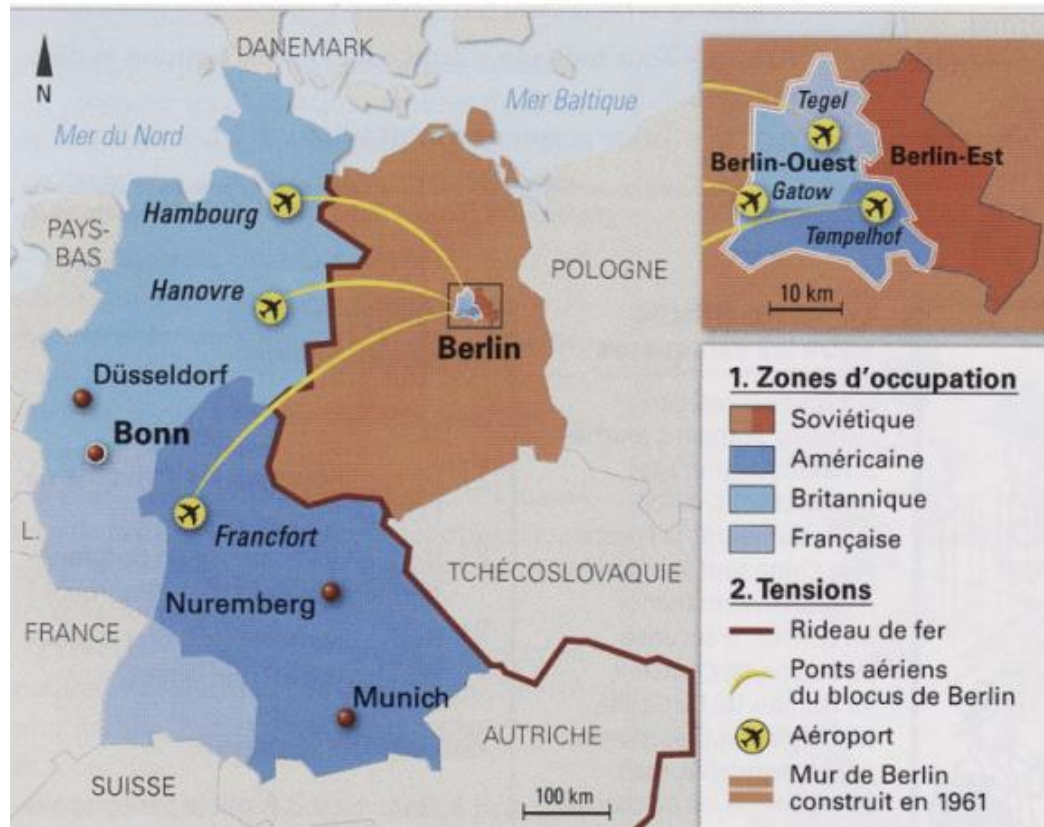 DANEMARK
N
Mer Baltique
Mer du Nord
Hambourg
PAYS-
BAS
Hanovre
POLOGNE
Berlin
Düsseldorf
Bonn
L.
Francfort
TCHÉCOSLOVAQUIE
Nuremberg
FRANCE
Munich
AUTRICHE
SUISSE
100 km
Tegel
Berlin-Ouest
Berlin-Est
Gatow
Tempelhof
10 km
1. Zones d'occupation
Soviétique
Américaine
Britannique
Française
2. Tensions
Rideau de fer
Ponts aériens
du blocus de Berlin
Aéroport
Mur de Berlin
construit en 1961